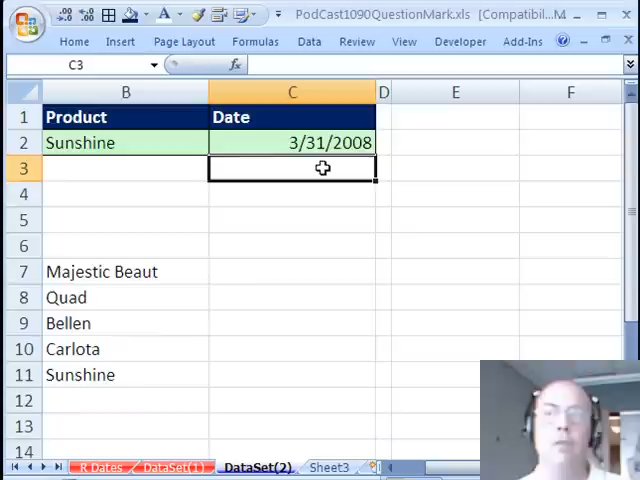 PodCast1090QuestionMark.xls [Compatibil...
Home Insert Page Layout Formulas Data Review View Developer Add-Ins
C3 fx
B C D E F
1 Product Date
2 Sunshine 3/31/2008
3
4
5
6
7 Majestic Beaut
8 Quad
9 Bellen
10 Carlota
11 Sunshine
12
13
14
R Dates DataSet(1) DataSet(2) Sheet3